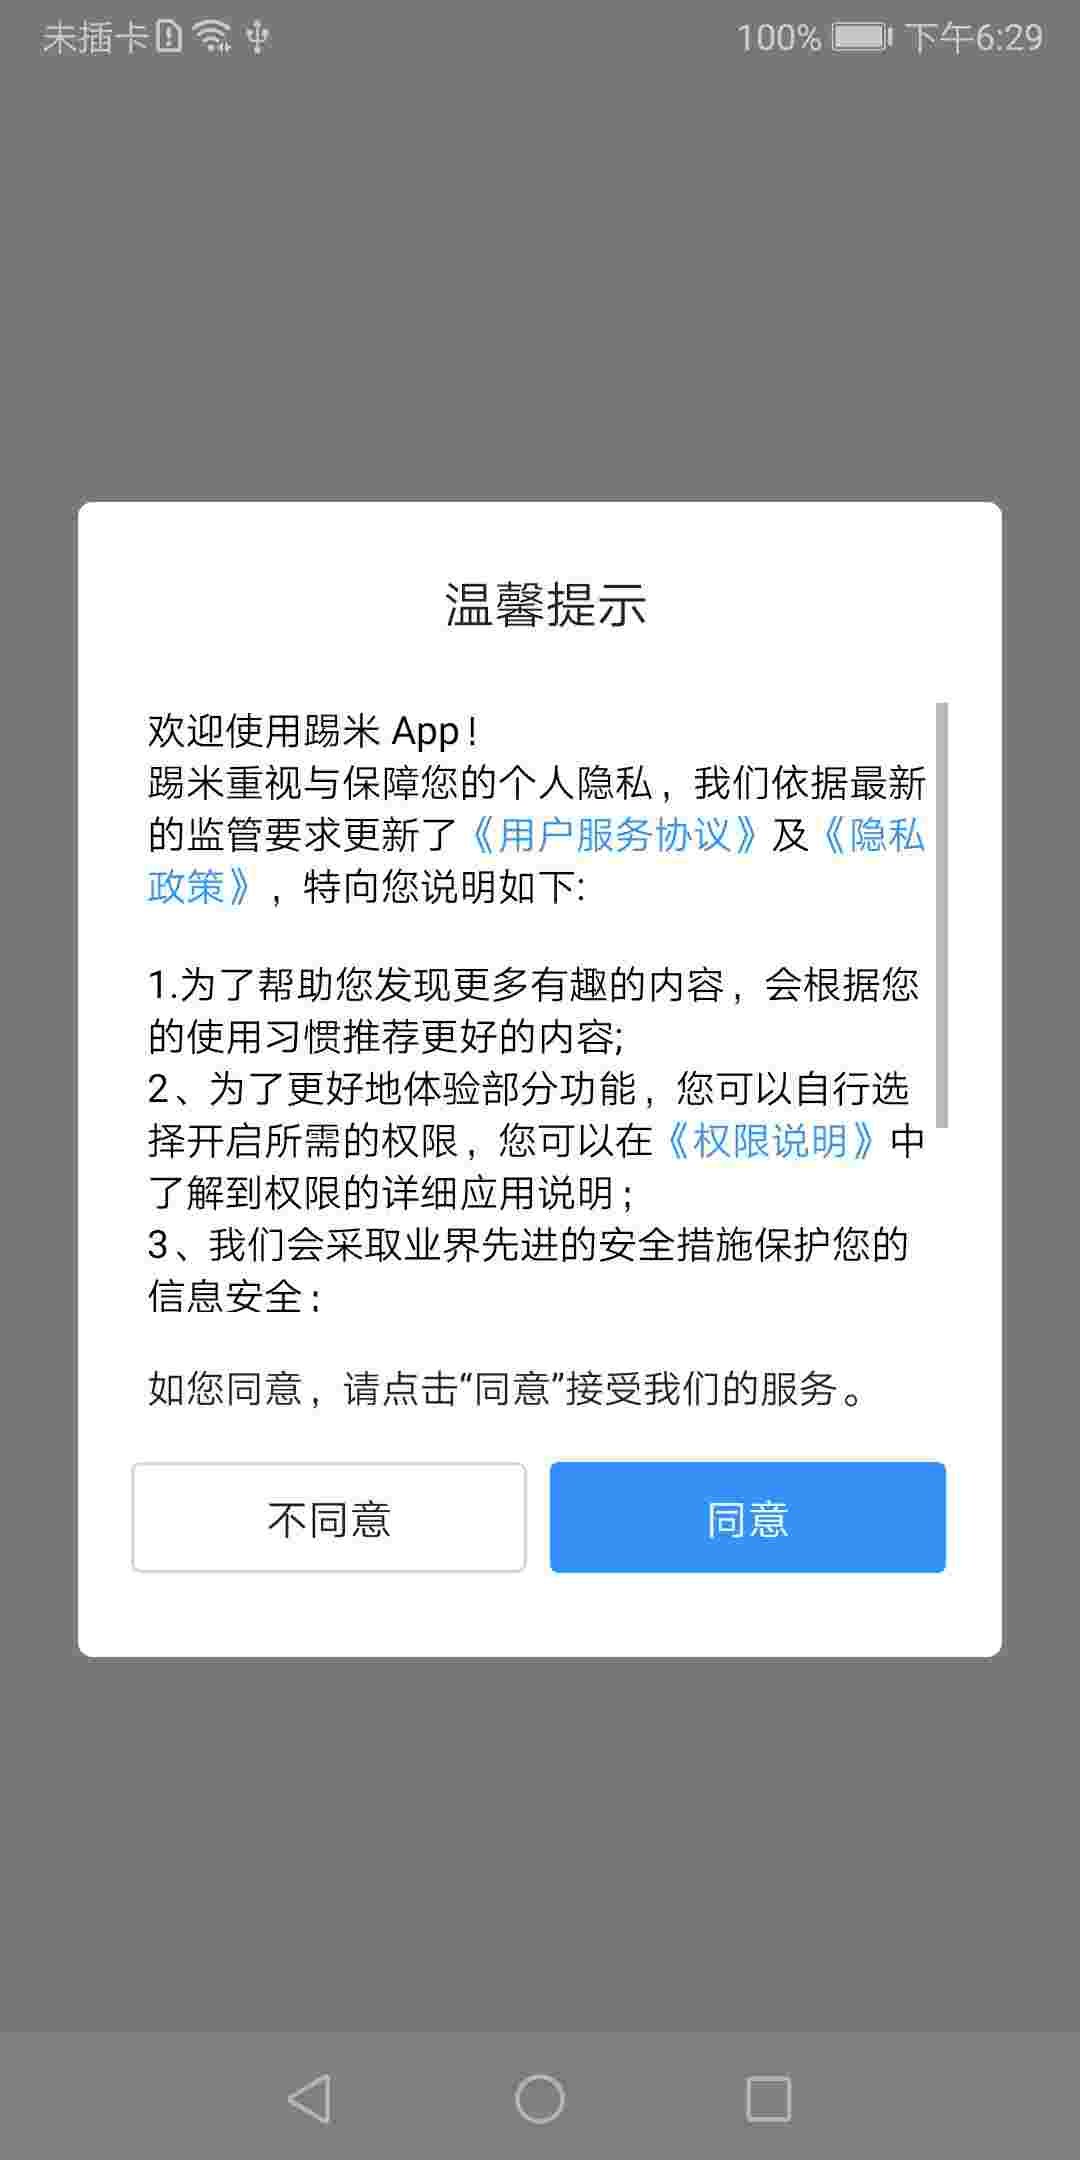 未插卡
100%
下午6:29
温馨提示
欢迎使用踢米 App！
踢米重视与保障您的个人隐私，我们依据最新
的监管要求更新了《用户服务协议》及《隐私
政策》，特向您说明如下:
1.为了帮助您发现更多有趣的内容，会根据您
的使用习惯推荐更好的内容;
2、为了更好地体验部分功能，您可以自行选
择开启所需的权限，您可以在《权限说明》中
了解到权限的详细应用说明；
3、我们会采取业界先进的安全措施保护您的
信息安全：
如您同意，请点击“同意”接受我们的服务。
不同意
同意